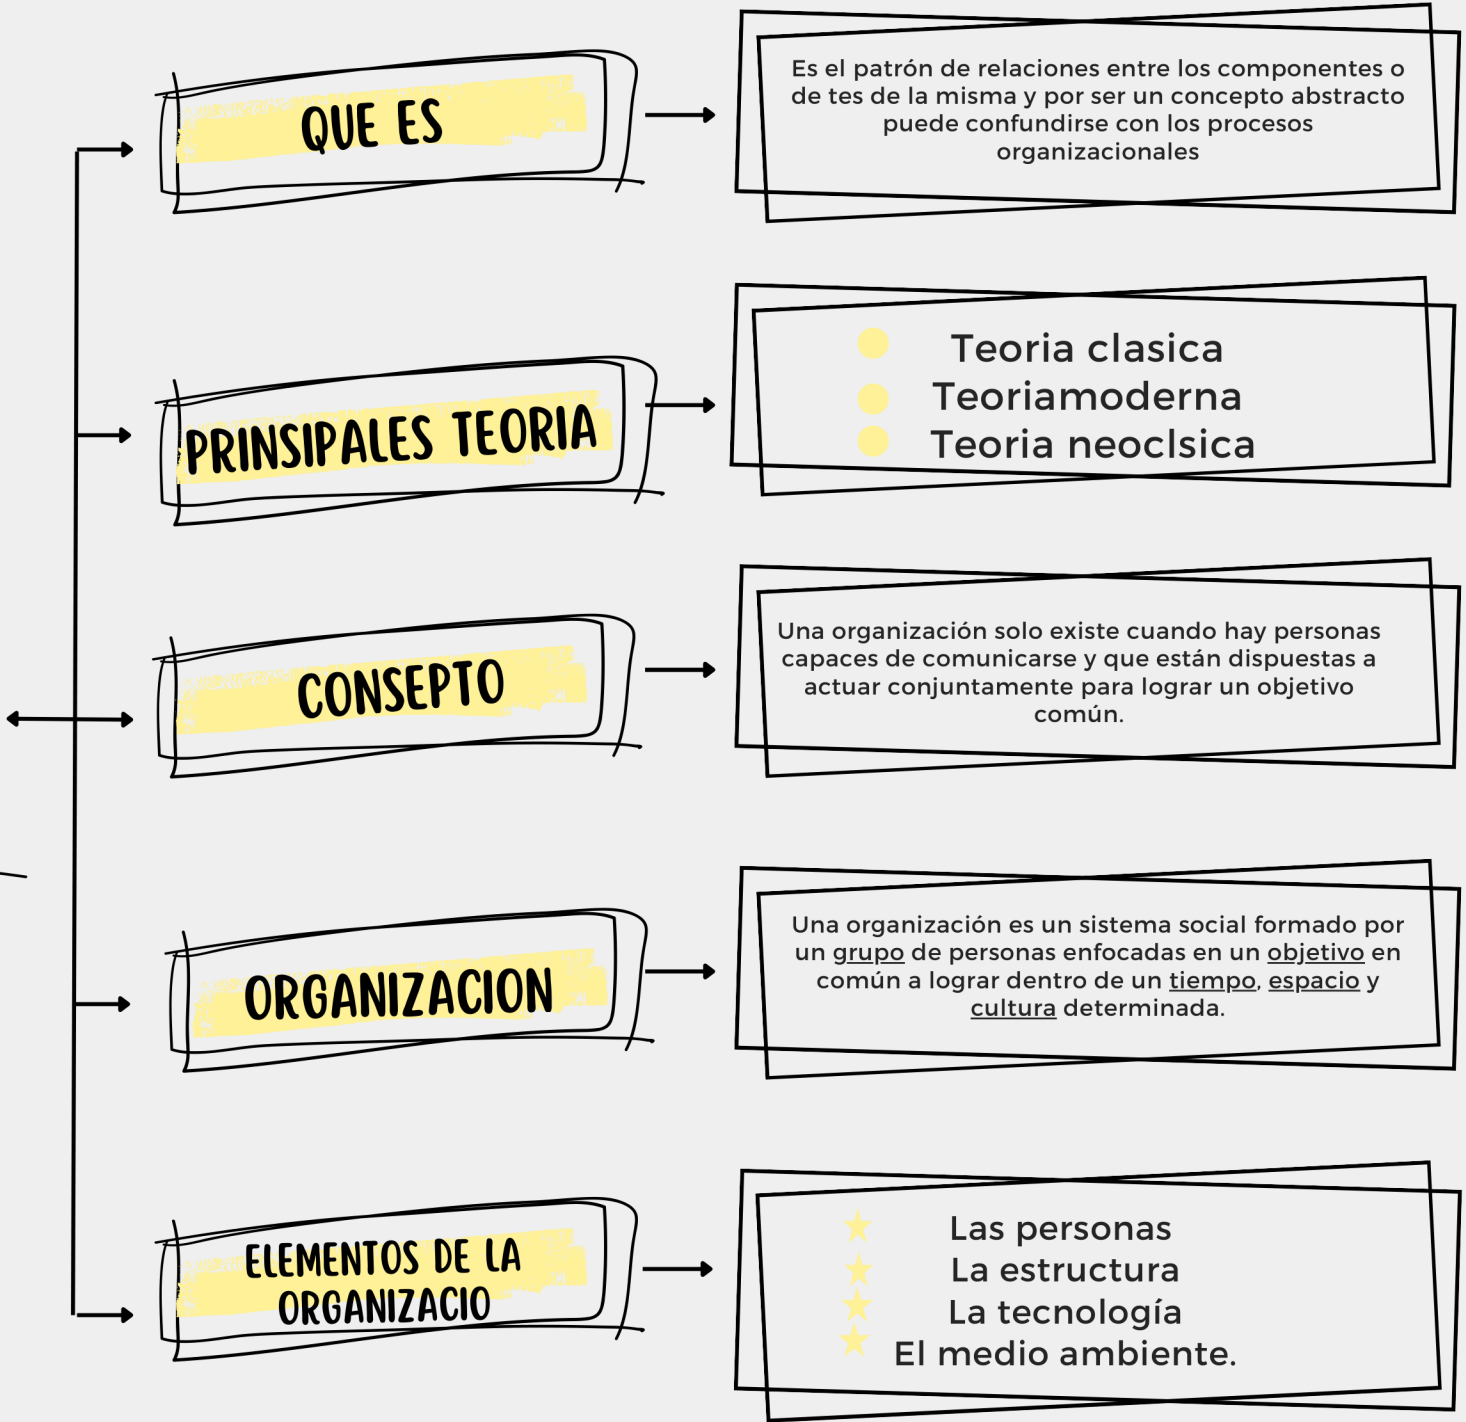 QUE ES
Es el patrón de relaciones entre los componentes o
de tes de la misma y por ser un concepto abstracto
puede confundirse con los procesos
organizacionales
PRINSIPALES TEORIA
Teoria clasica
Teoriamoderna
Teoria neoclsica
CONSEPTO
Una organización solo existe cuando hay personas
capaces de comunicarse y que están dispuestas a
actuar conjuntamente para lograr un objetivo
común.
ORGANIZACION
Una organización es un sistema social formado por
un grupo de personas enfocadas en un objetivo en
común a lograr dentro de un tiempo, espacio y
cultura determinada.
ELEMENTOS DE LA
ORGANIZACIO
Las personas
La estructura
La tecnología
El medio ambiente.